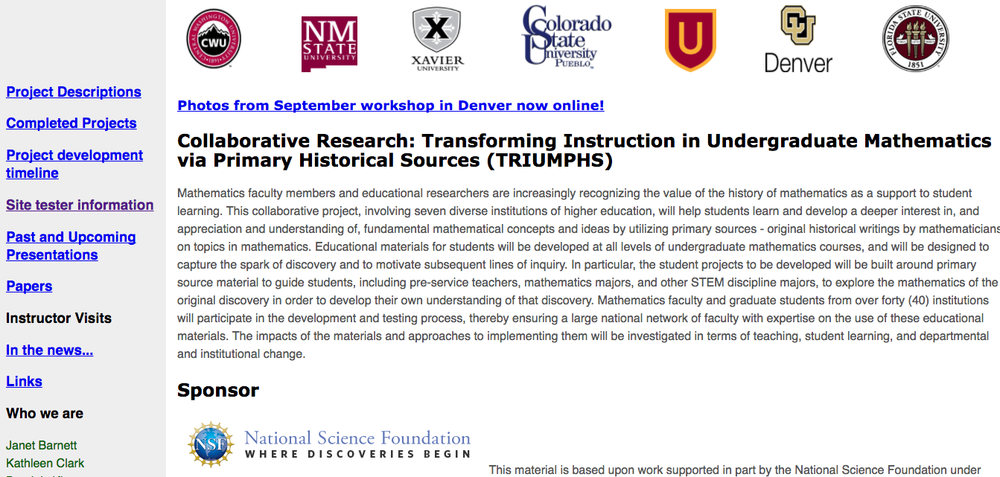 CENTRAL WASHINGTON UNIVERSITY
CWU
•1891•
NM
STATE
UNIVERSITY
X
XAVIER
UNIVERSITY
Colorado
State
University
PUEBLO
U
CU
Denver
FLORIDA STATE UNIVERSITY
1851
Project Descriptions
Completed Projects
Project development
timeline
Site tester information
Past and Upcoming
Presentations
Papers
Instructor Visits
In the news...
Links
Who we are
Janet Barnett
Kathleen Clark
Photos from September workshop in Denver now online!
Collaborative Research: Transforming Instruction in Undergraduate Mathematics
via Primary Historical Sources (TRIUMPHS)
Mathematics faculty members and educational researchers are increasingly recognizing the value of the history of mathematics as a support to student
learning. This collaborative project, involving seven diverse institutions of higher education, will help students learn and develop a deeper interest in, and
appreciation and understanding of, fundamental mathematical concepts and ideas by utilizing primary sources - original historical writings by mathematicians
on topics in mathematics. Educational materials for students will be developed at all levels of undergraduate mathematics courses, and will be designed to
capture the spark of discovery and to motivate subsequent lines of inquiry. In particular, the student projects to be developed will be built around primary
source material to guide students, including pre-service teachers, mathematics majors, and other STEM discipline majors, to explore the mathematics of the
original discovery in order to develop their own understanding of that discovery. Mathematics faculty and graduate students from over forty (40) institutions
will participate in the development and testing process, thereby ensuring a large national network of faculty with expertise on the use of these educational
materials. The impacts of the materials and approaches to implementing them will be investigated in terms of teaching, student learning, and departmental
and institutional change.
Sponsor
NSF
National Science Foundation
WHERE DISCOVERIES BEGIN
This material is based upon work supported in part by the National Science Foundation under